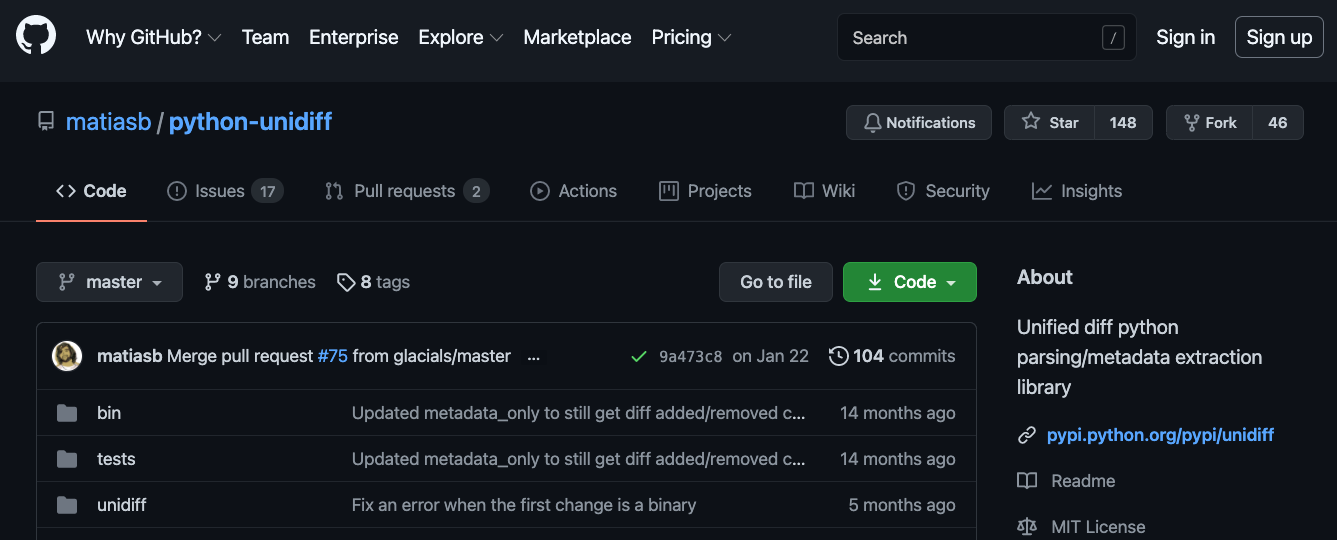 Why GitHub? Team Enterprise Explore Marketplace Pricing Search / Sign in Sign up
matiasb / python-unidiff Notifications Star 148 Fork 46
Code Issues 17 Pull requests 2 Actions Projects Wiki Security Insights
master 9 branches 8 tags Go to file Code
matiasb Merge pull request #75 from glacials/master ... 9a473c8 on Jan 22 104 commits
bin Updated metadata_only to still get diff added/removed c... 14 months ago
tests Updated metadata_only to still get diff added/removed c... 14 months ago
unidiff Fix an error when the first change is a binary 5 months ago
About
Unified diff python
parsing/metadata extraction
library
pypi.python.org/pypi/unidiff
Readme
MIT License